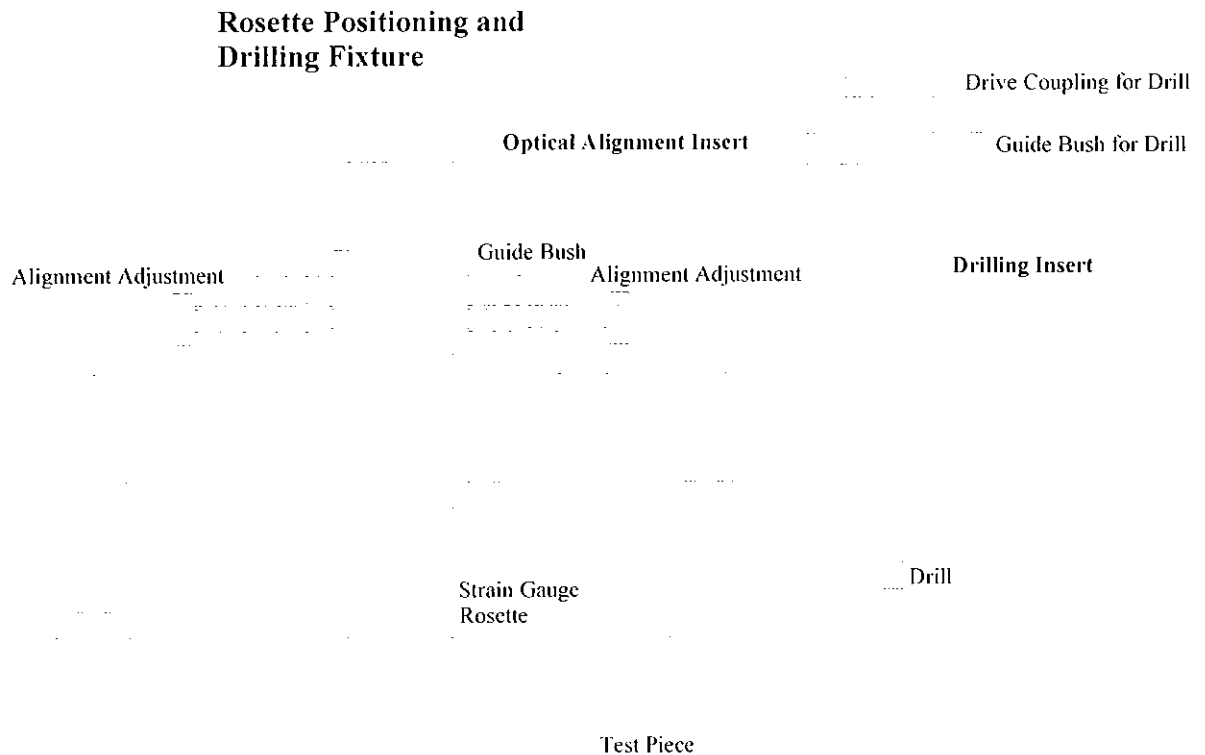 Rosette Positioning and
Drilling Fixture
Drive Coupling for Drill
Optical Alignment Insert
Guide Bush for Drill
Guide Bush
Alignment Adjustment
Alignment Adjustment
Drilling Insert
Drill
Strain Gauge
Rosette
Test Piece